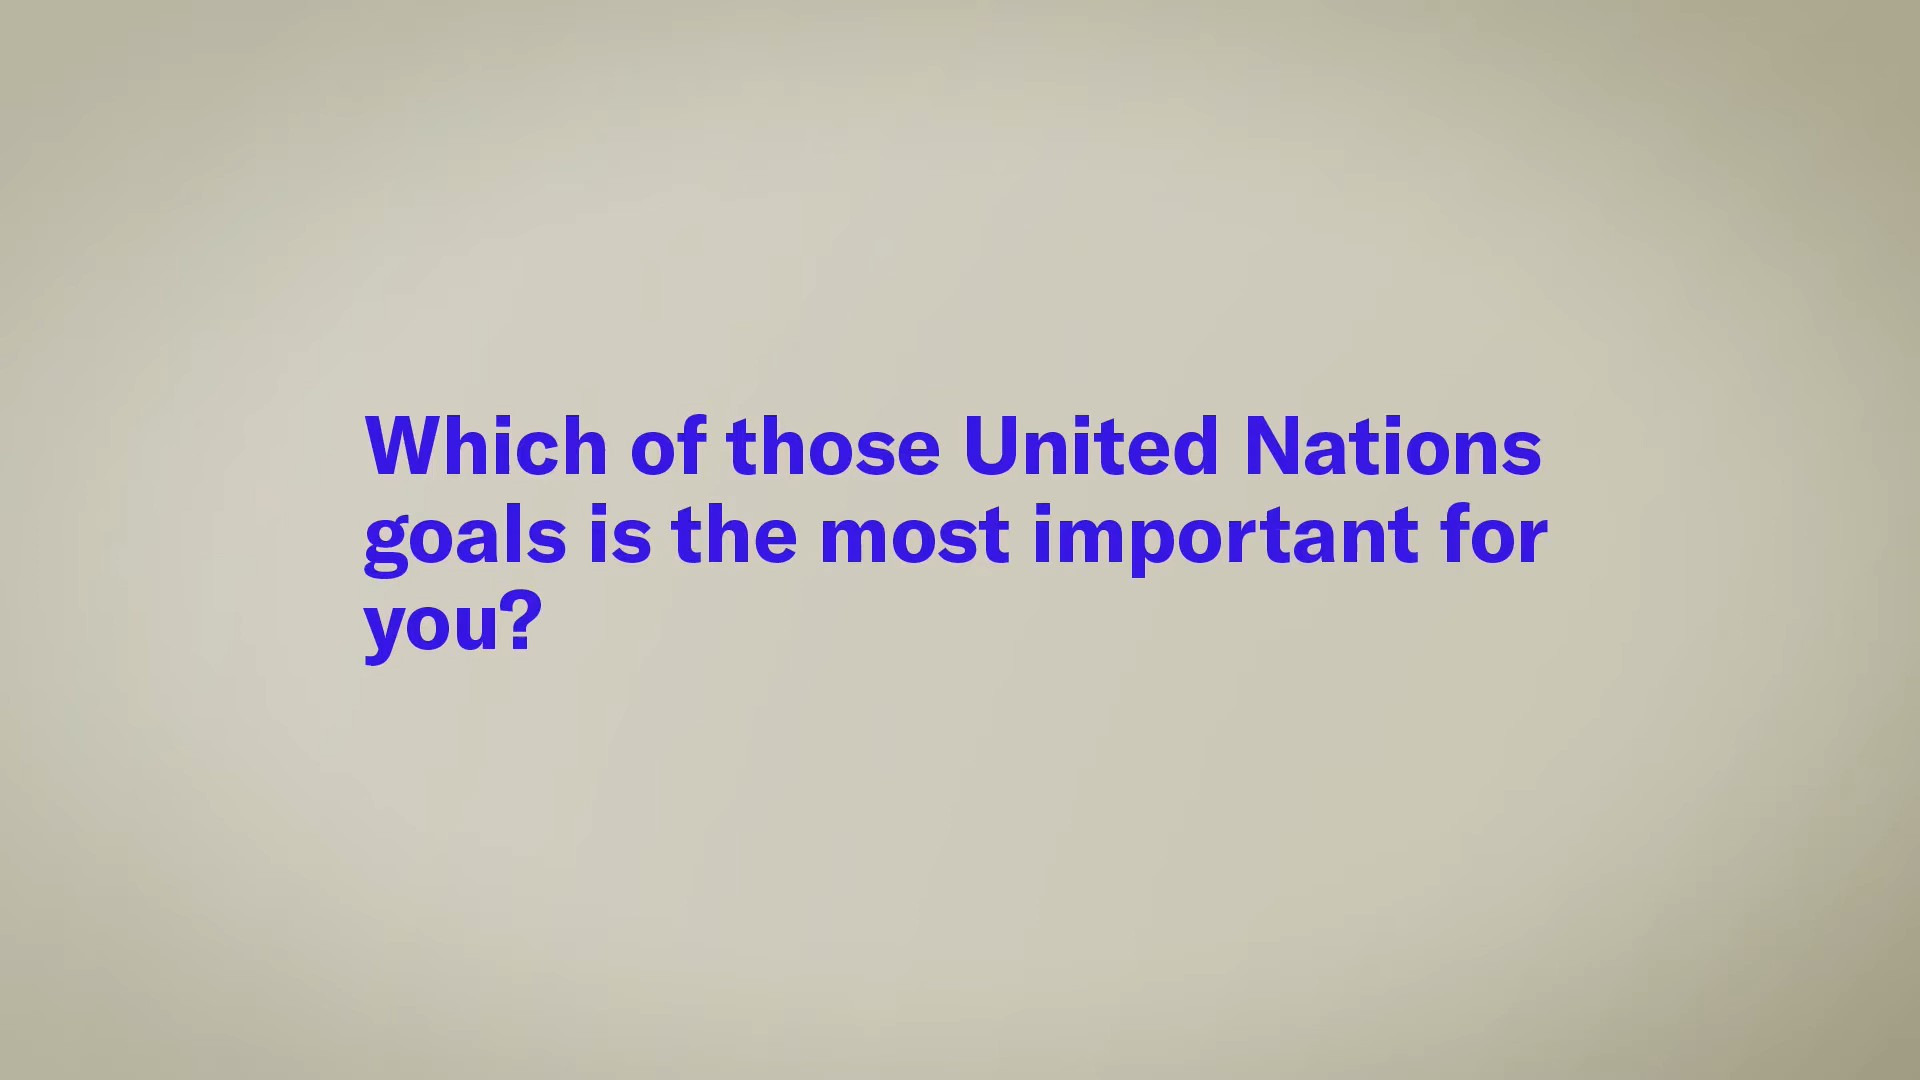 Which of those United Nations
goals is the most important for
you?